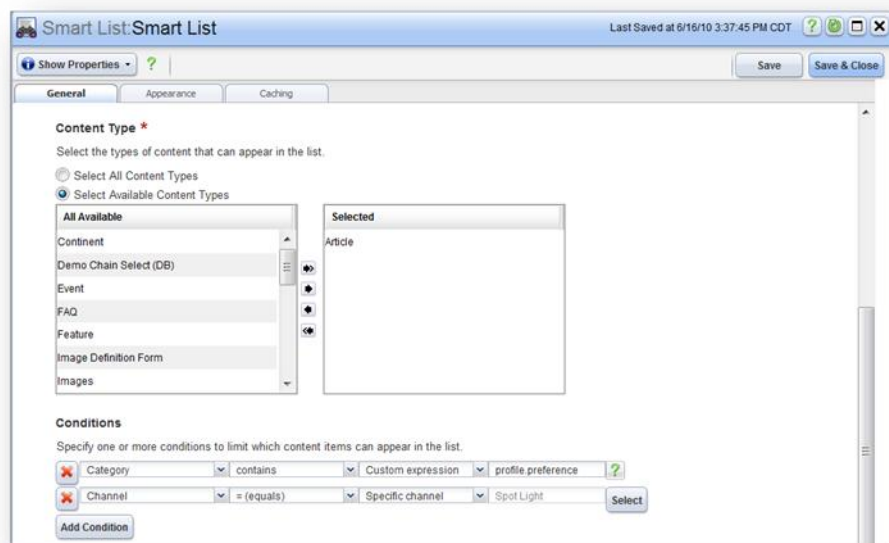 Smart List:Smart List
Last Saved at 6/16/10 3:37:45 PM CDT
?
Show Properties
?
Save
Save & Close
General
Appearance
Caching
Content Type *
Select the types of content that can appear in the list.
Select All Content Types
Select Available Content Types
All Available
Selected
Continent
Article
Demo Chain Select (DB)
Event
FAQ
Feature
Image Definition Form
Images
Conditions
Specify one or more conditions to limit which content items can appear in the list.
Category contains Custom expression profile.preference ?
Channel = (equals) Specific channel Spot Light Select
Add Condition